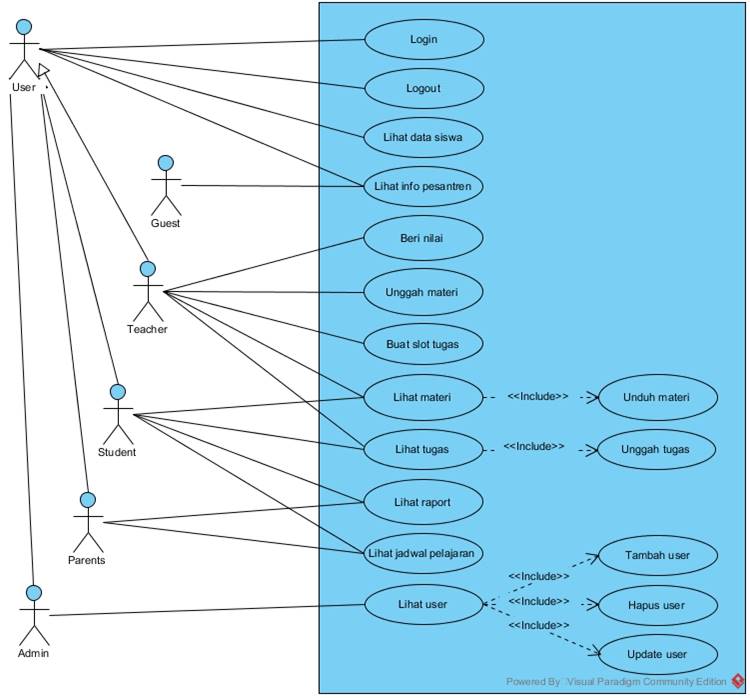 User
Guest
Teacher
Student
Parents
Admin
Login
Logout
Lihat data siswa
Lihat info pesantren
Beri nilai
Unggah materi
Buat slot tugas
Lihat materi
<<Include>>
Unduh materi
Lihat tugas
<<Include>>
Unggah tugas
Lihat raport
Lihat jadwal pelajaran
Lihat user
<<Include>>
Tambah user
<<Include>>
Hapus user
<<Include>>
Update user
Powered By Visual Paradigm Community Edition